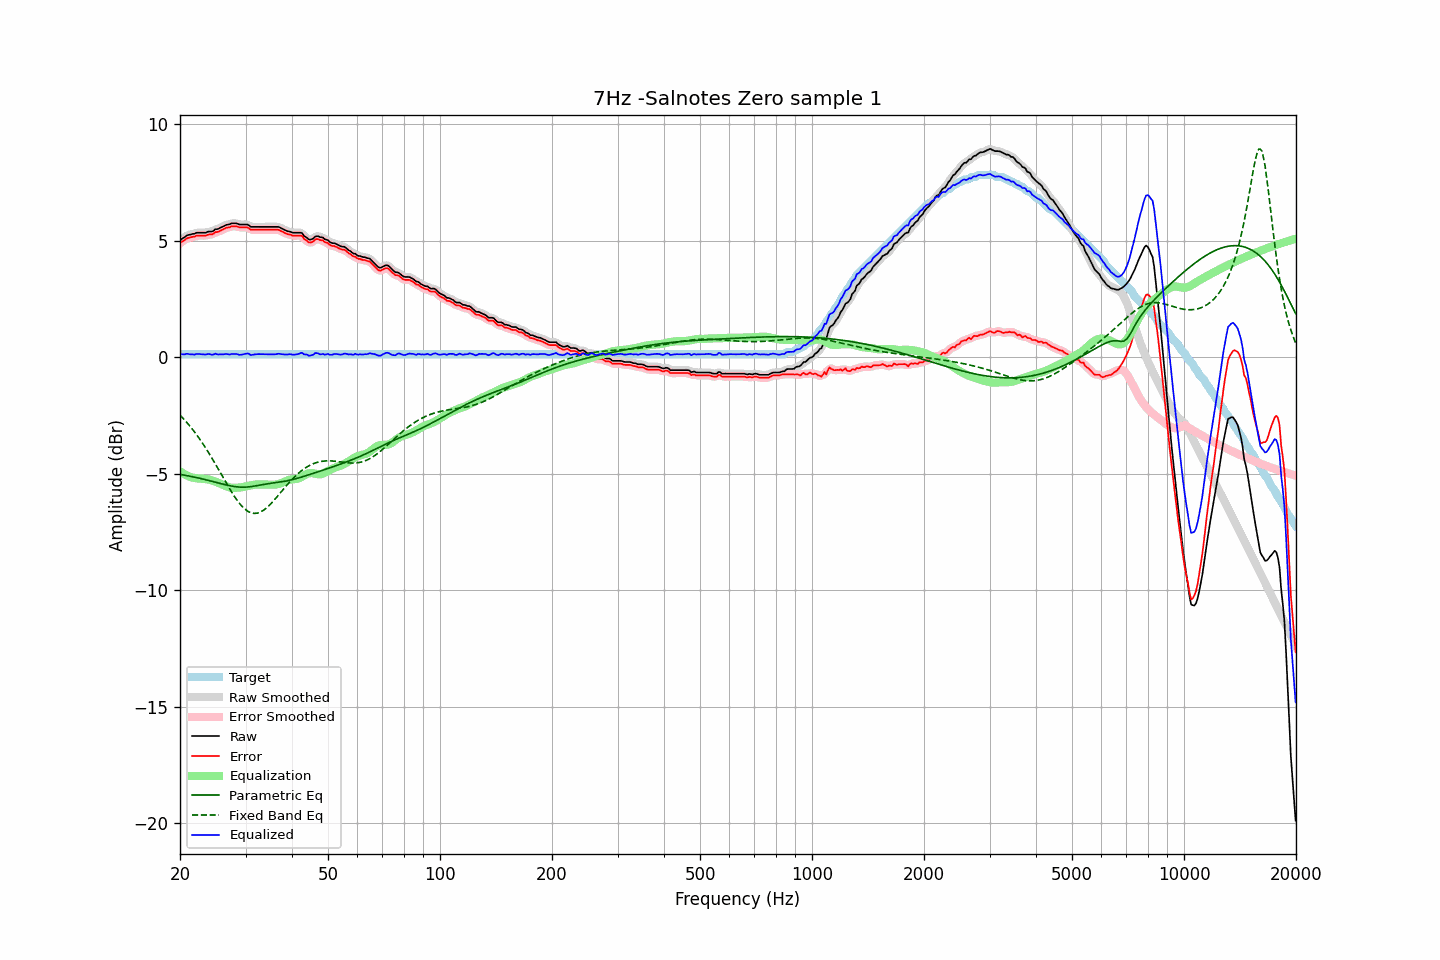 7Hz -Salnotes Zero sample 1
10
5
0
−5
−10
−15
−20
Amplitude (dBr)
Target
Raw Smoothed
Error Smoothed
Raw
Error
Equalization
Parametric Eq
Fixed Band Eq
Equalized
20 50 100 200 500 1000 2000 5000 10000 20000
Frequency (Hz)